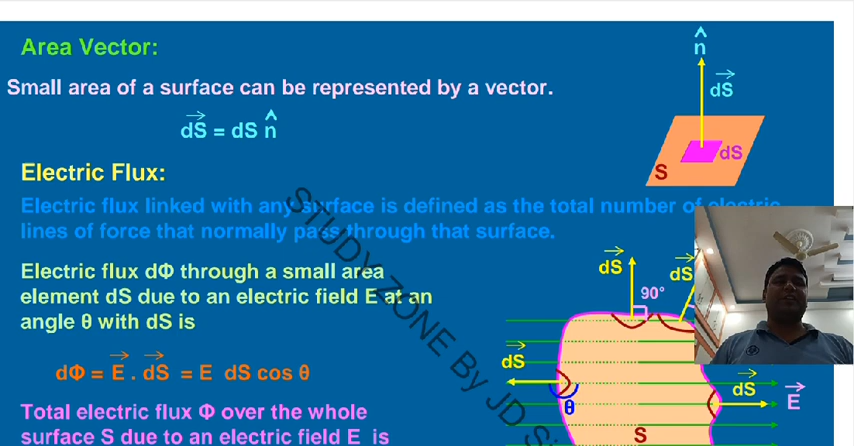 Area Vector:
Small area of a surface can be represented by a vector.
dS = dS n̂
Electric Flux:
Electric flux linked with any surface is defined as the total number of electric
lines of force that normally pass through that surface.
Electric flux dΦ through a small area
element dS due to an electric field E at an
angle θ with dS is
dΦ = E . dS = E dS cos θ
Total electric flux Φ over the whole
surface S due to an electric field E is
n̂
dS
dS
S
dS
dS
90°
dS
θ
dS
E
S
STUDY ZONE By JD